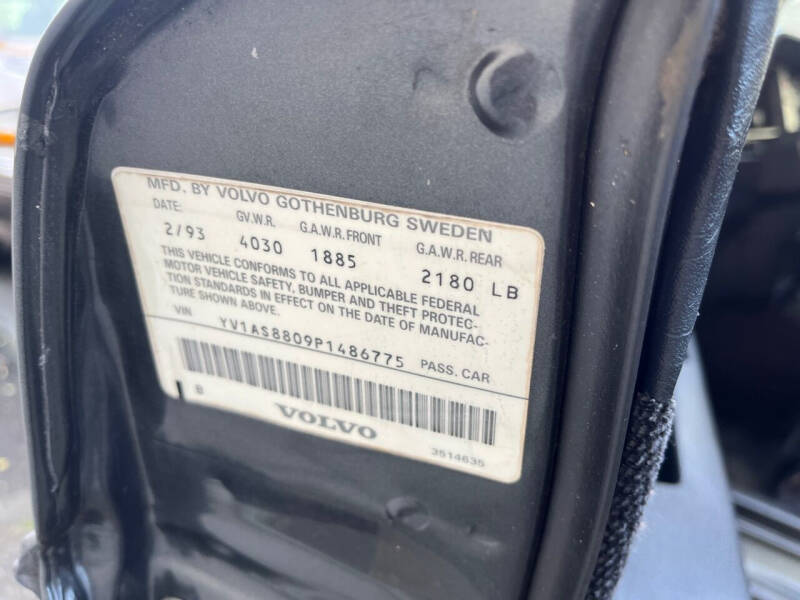 MFD. BY VOLVO GOTHENBURG SWEDEN
DATE: GV.W.R. G.A.W.R. FRONT G.A.W.R. REAR
2/93 4030 1885 2180 LB
THIS VEHICLE CONFORMS TO ALL APPLICABLE FEDERAL
MOTOR VEHICLE SAFETY, BUMPER AND THEFT PROTEC-
TION STANDARDS IN EFFECT ON THE DATE OF MANUFAC-
TURE SHOWN ABOVE.
VIN YV1AS8809P1486775 PASS. CAR
B
VOLVO
3514635